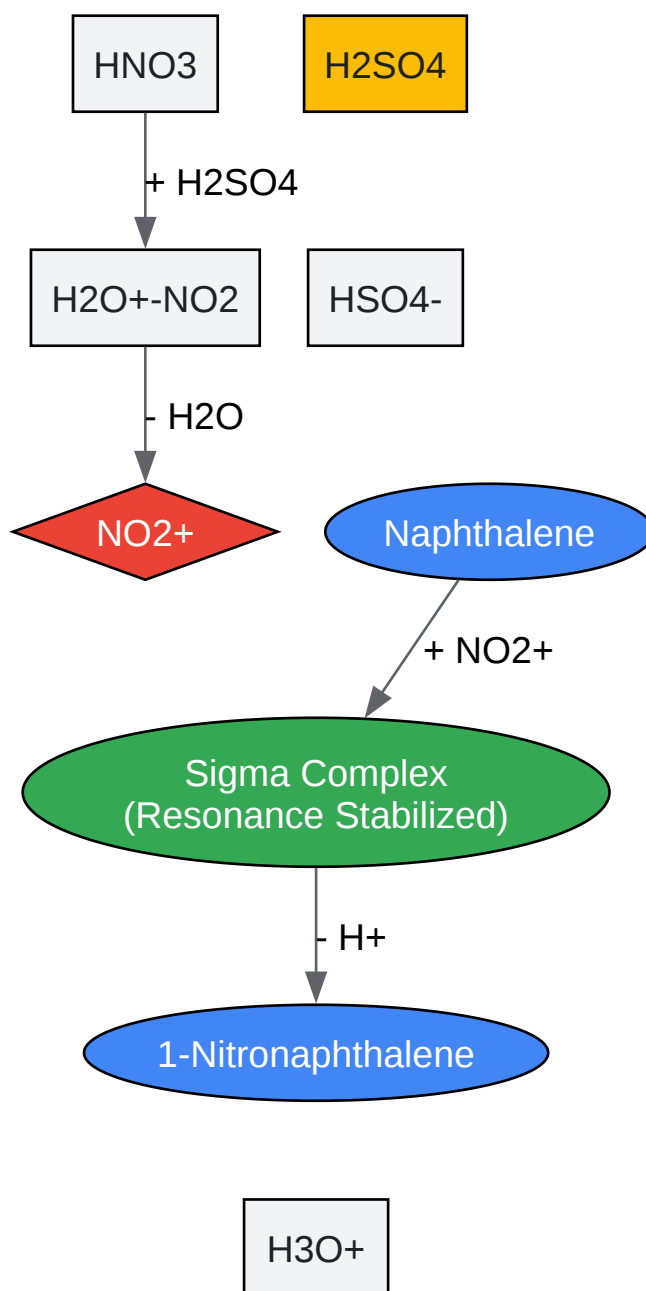 HNO3
H2SO4
+ H2SO4
H2O+-NO2
HSO4-
- H2O
NO2+
Naphthalene
+ NO2+
Sigma Complex
(Resonance Stabilized)
- H+
1-Nitronaphthalene
H3O+